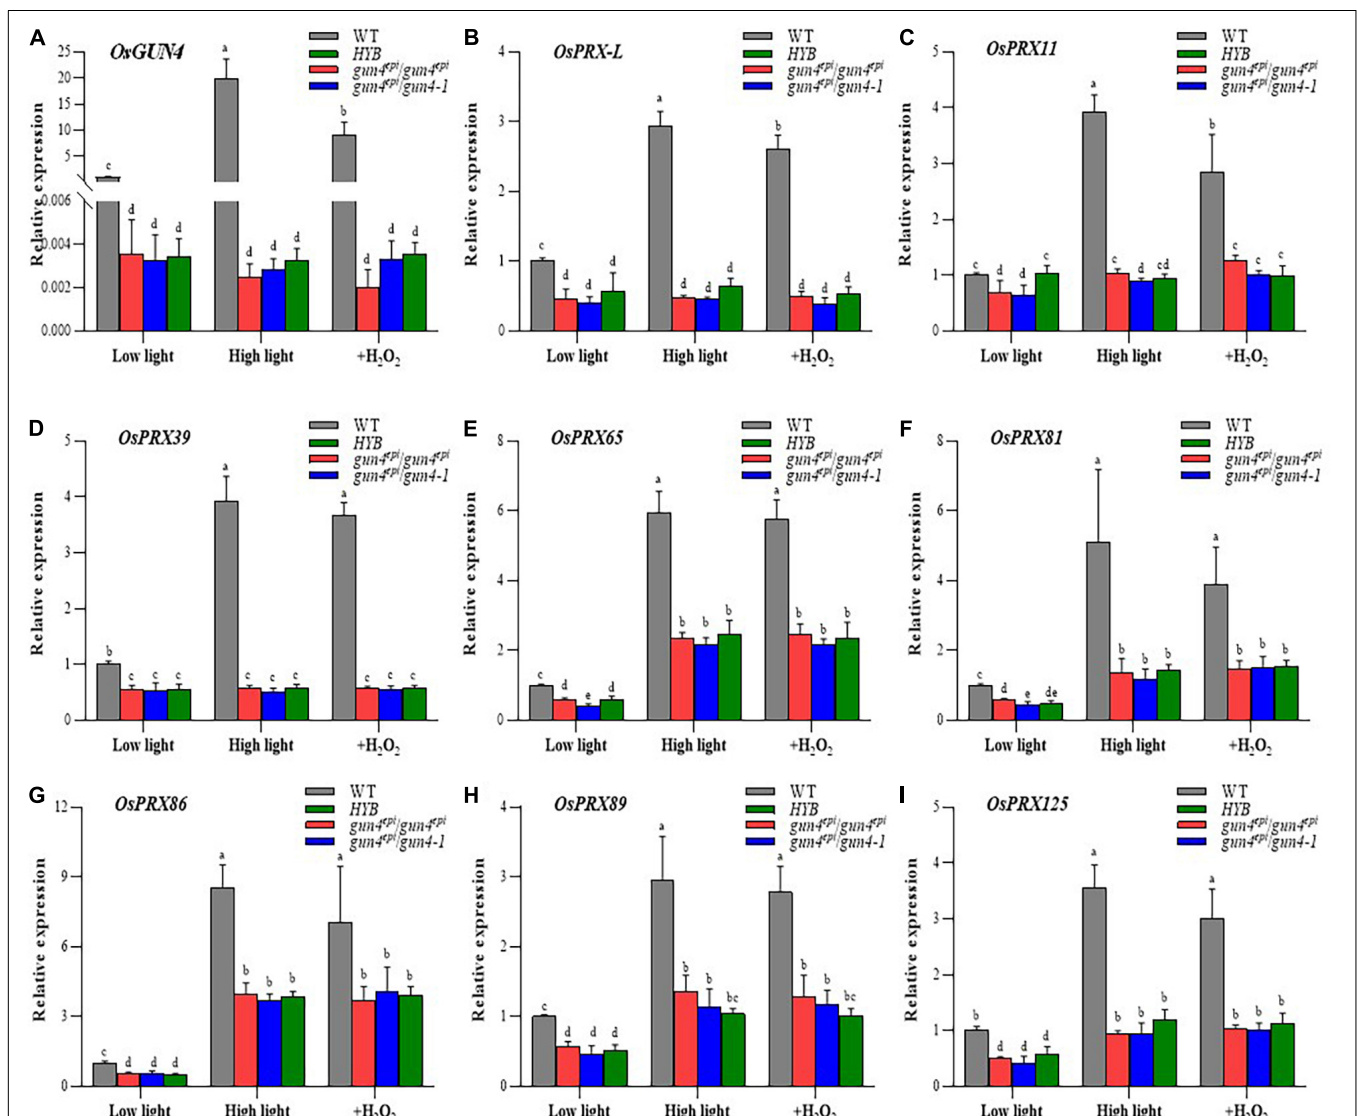 A
OsGUN4
WT
HYB
gun4epi/gun4epi
gun4epi/gun4-1
Relative expression
25
20
15
10
5
0.006
0.004
0.002
0.000
c
d
d
d
a
d
d
d
b
d
d
d
Low light
High light
+H2O2
B
OsPRX-L
WT
HYB
gun4epi/gun4epi
gun4epi/gun4-1
Relative expression
4
3
2
1
0
c
d
d
d
a
d
d
d
b
d
d
d
Low light
High light
+H2O2
C
OsPRX11
WT
HYB
gun4epi/gun4epi
gun4epi/gun4-1
Relative expression
5
4
3
2
1
0
c
d
d
c
a
c
d
cd
b
c
c
c
Low light
High light
+H2O2
D
OsPRX39
WT
HYB
gun4epi/gun4epi
gun4epi/gun4-1
Relative expression
5
4
3
2
1
0
b
c
c
c
a
c
c
c
a
c
c
c
Low light
High light
+H2O2
E
OsPRX65
WT
HYB
gun4epi/gun4epi
gun4epi/gun4-1
Relative expression
8
6
4
2
0
c
d
e
d
a
b
b
b
a
b
b
b
Low light
High light
+H2O2
F
OsPRX81
WT
HYB
gun4epi/gun4epi
gun4epi/gun4-1
Relative expression
8
6
4
2
0
c
d
d
de
a
b
b
b
a
b
b
b
Low light
High light
+H2O2
G
OsPRX86
WT
HYB
gun4epi/gun4epi
gun4epi/gun4-1
Relative expression
12
9
6
3
0
c
d
d
d
a
b
b
b
a
b
b
b
Low light
High light
+H2O2
H
OsPRX89
WT
HYB
gun4epi/gun4epi
gun4epi/gun4-1
Relative expression
4
3
2
1
0
c
d
d
d
a
b
b
bc
a
b
b
bc
Low light
High light
+H2O2
I
OsPRX125
WT
HYB
gun4epi/gun4epi
gun4epi/gun4-1
Relative expression
5
4
3
2
1
0
b
d
d
d
a
b
b
b
a
b
b
b
Low light
High light
+H2O2